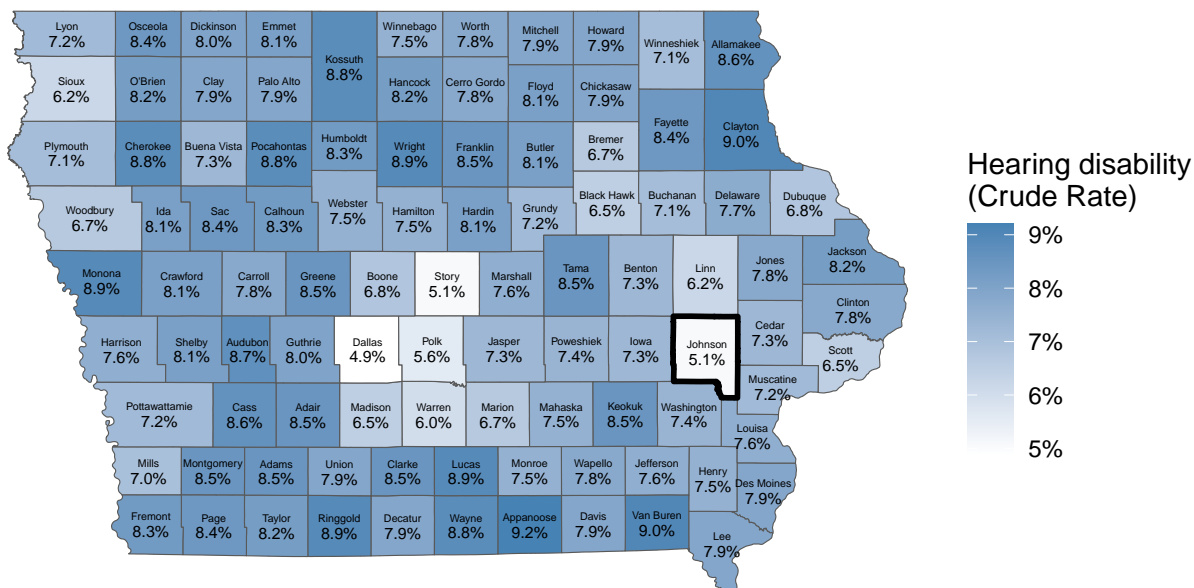 Lyon
7.2%
Osceola
8.4%
Dickinson
8.0%
Emmet
8.1%
Kossuth
8.8%
Winnebago
7.5%
Worth
7.8%
Mitchell
7.9%
Howard
7.9%
Winneshiek
7.1%
Allamakee
8.6%
Sioux
6.2%
O'Brien
8.2%
Clay
7.9%
Palo Alto
7.9%
Hancock
8.2%
Cerro Gordo
7.8%
Floyd
8.1%
Chickasaw
7.9%
Fayette
8.4%
Clayton
9.0%
Plymouth
7.1%
Cherokee
8.8%
Buena Vista
7.3%
Pocahontas
8.8%
Humboldt
8.3%
Wright
8.9%
Franklin
8.5%
Butler
8.1%
Bremer
6.7%
Woodbury
6.7%
Ida
8.1%
Sac
8.4%
Calhoun
8.3%
Webster
7.5%
Hamilton
7.5%
Hardin
8.1%
Grundy
7.2%
Black Hawk
6.5%
Buchanan
7.1%
Delaware
7.7%
Dubuque
6.8%
Monona
8.9%
Crawford
8.1%
Carroll
7.8%
Greene
8.5%
Boone
6.8%
Story
5.1%
Marshall
7.6%
Tama
8.5%
Benton
7.3%
Linn
6.2%
Jones
7.8%
Jackson
8.2%
Clinton
7.8%
Harrison
7.6%
Shelby
8.1%
Audubon
8.7%
Guthrie
8.0%
Dallas
4.9%
Polk
5.6%
Jasper
7.3%
Poweshiek
7.4%
Iowa
7.3%
Johnson
5.1%
Cedar
7.3%
Scott
6.5%
Muscatine
7.2%
Pottawattamie
7.2%
Cass
8.6%
Adair
8.5%
Madison
6.5%
Warren
6.0%
Marion
6.7%
Mahaska
7.5%
Keokuk
8.5%
Washington
7.4%
Louisa
7.6%
Mills
7.0%
Montgomery
8.5%
Adams
8.5%
Union
7.9%
Clarke
8.5%
Lucas
8.9%
Monroe
7.5%
Wapello
7.8%
Jefferson
7.6%
Henry
7.5%
Des Moines
7.9%
Fremont
8.3%
Page
8.4%
Taylor
8.2%
Ringgold
8.9%
Decatur
7.9%
Wayne
8.8%
Appanoose
9.2%
Davis
7.9%
Van Buren
9.0%
Lee
7.9%
Hearing disability
(Crude Rate)
9%
8%
7%
6%
5%